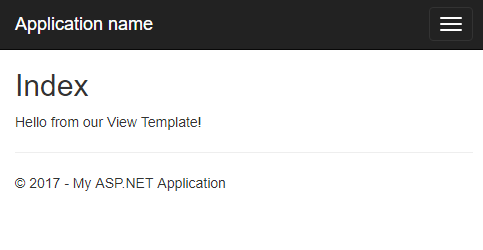 Application name
Index
Hello from our View Template!
© 2017 - My ASP.NET Application